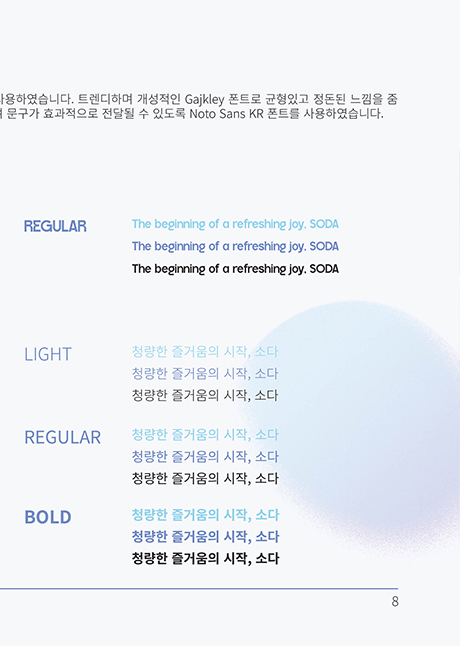 사용하였습니다. 트렌디하며 개성적인 Gajkley 폰트로 균형있고 정돈된 느낌을 줌
문구가 효과적으로 전달될 수 있도록 Noto Sans KR 폰트를 사용하였습니다.
REGULAR
The beginning of a refreshing joy. SODA
The beginning of a refreshing joy. SODA
The beginning of a refreshing joy. SODA
LIGHT
청량한 즐거움의 시작, 소다
청량한 즐거움의 시작, 소다
청량한 즐거움의 시작, 소다
REGULAR
청량한 즐거움의 시작, 소다
청량한 즐거움의 시작, 소다
청량한 즐거움의 시작, 소다
BOLD
청량한 즐거움의 시작, 소다
청량한 즐거움의 시작, 소다
청량한 즐거움의 시작, 소다
8